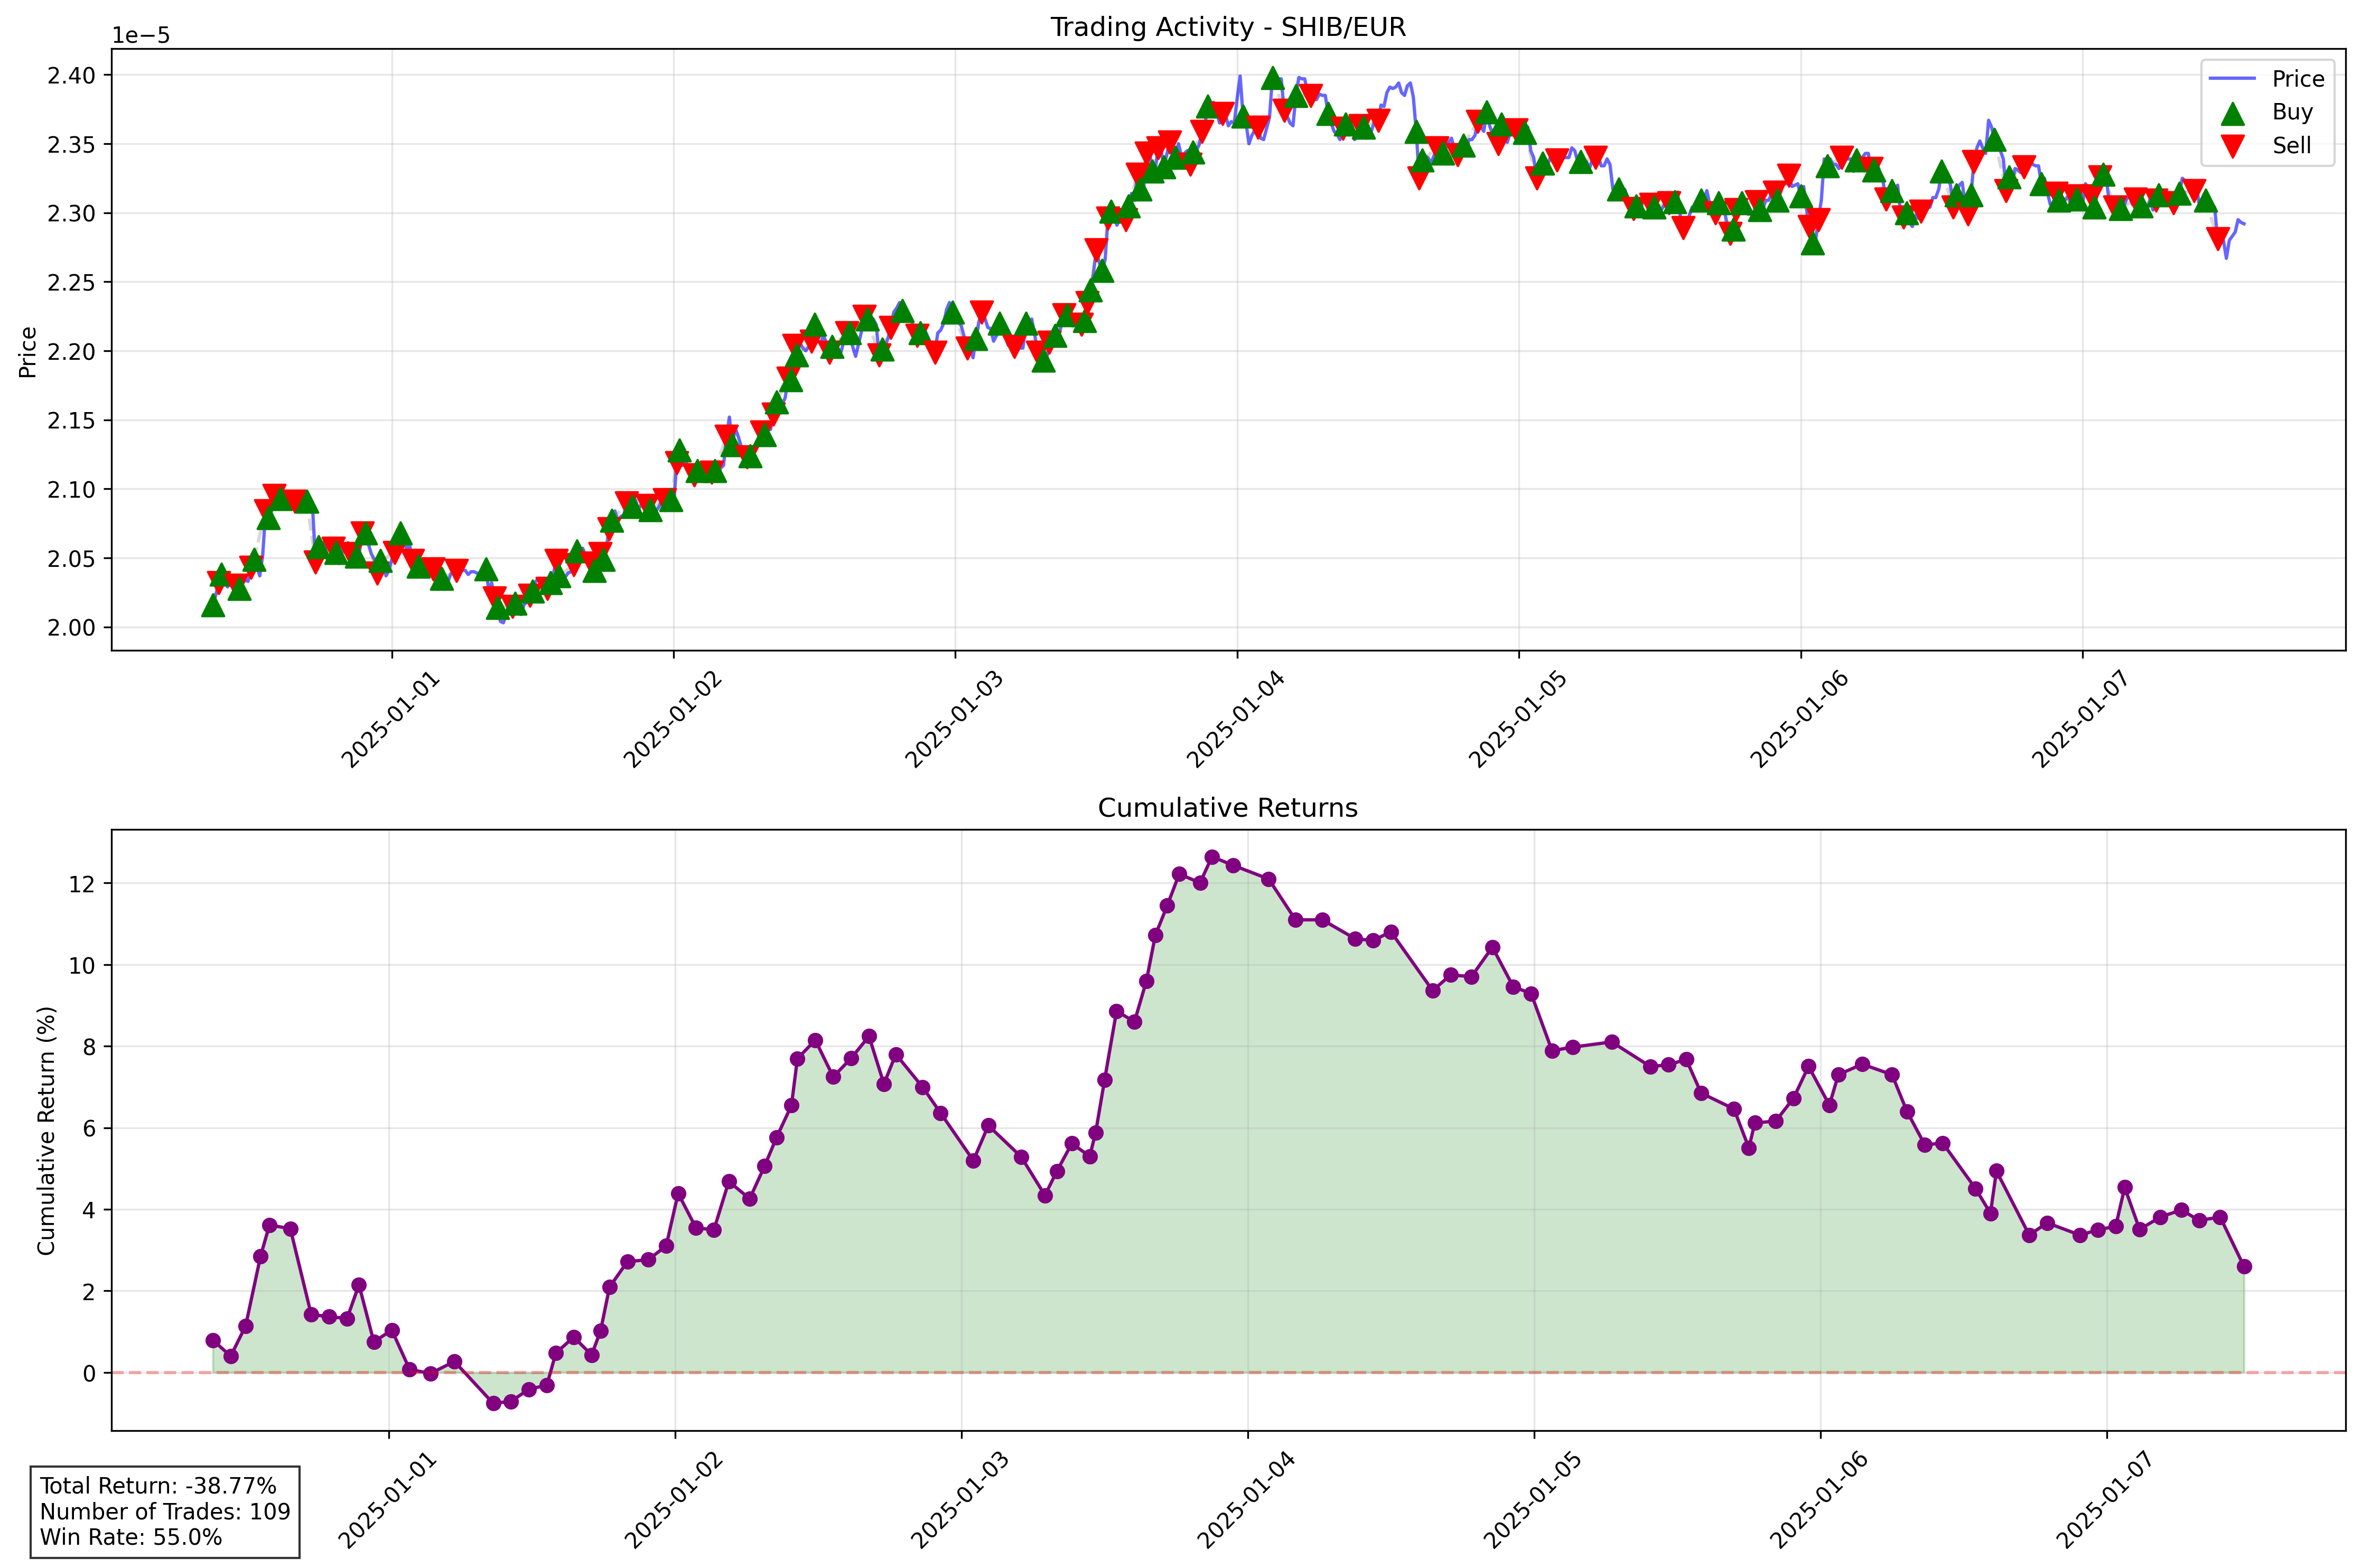 Trading Activity - SHIB/EUR
1e−5
2.40
2.35
2.30
2.25
2.20
2.15
2.10
2.05
2.00
Price
Price
Buy
Sell
2025-01-01
2025-01-02
2025-01-03
2025-01-04
2025-01-05
2025-01-06
2025-01-07
Cumulative Returns
12
10
8
6
4
2
0
Cumulative Return (%)
2025-01-01
2025-01-02
2025-01-03
2025-01-04
2025-01-05
2025-01-06
2025-01-07
Total Return: -38.77%
Number of Trades: 109
Win Rate: 55.0%